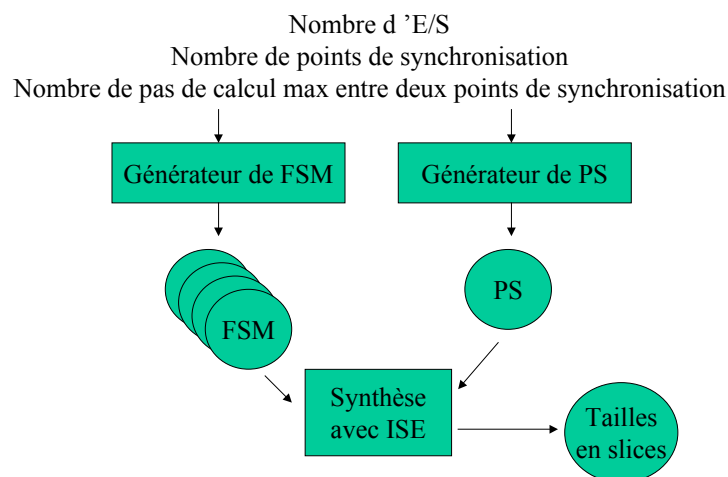 Nombre d ’E/S
Nombre de points de synchronisation
Nombre de pas de calcul max entre deux points de synchronisation
Générateur de FSM
Générateur de PS
FSM
PS
Synthèse
avec ISE
Tailles
en slices